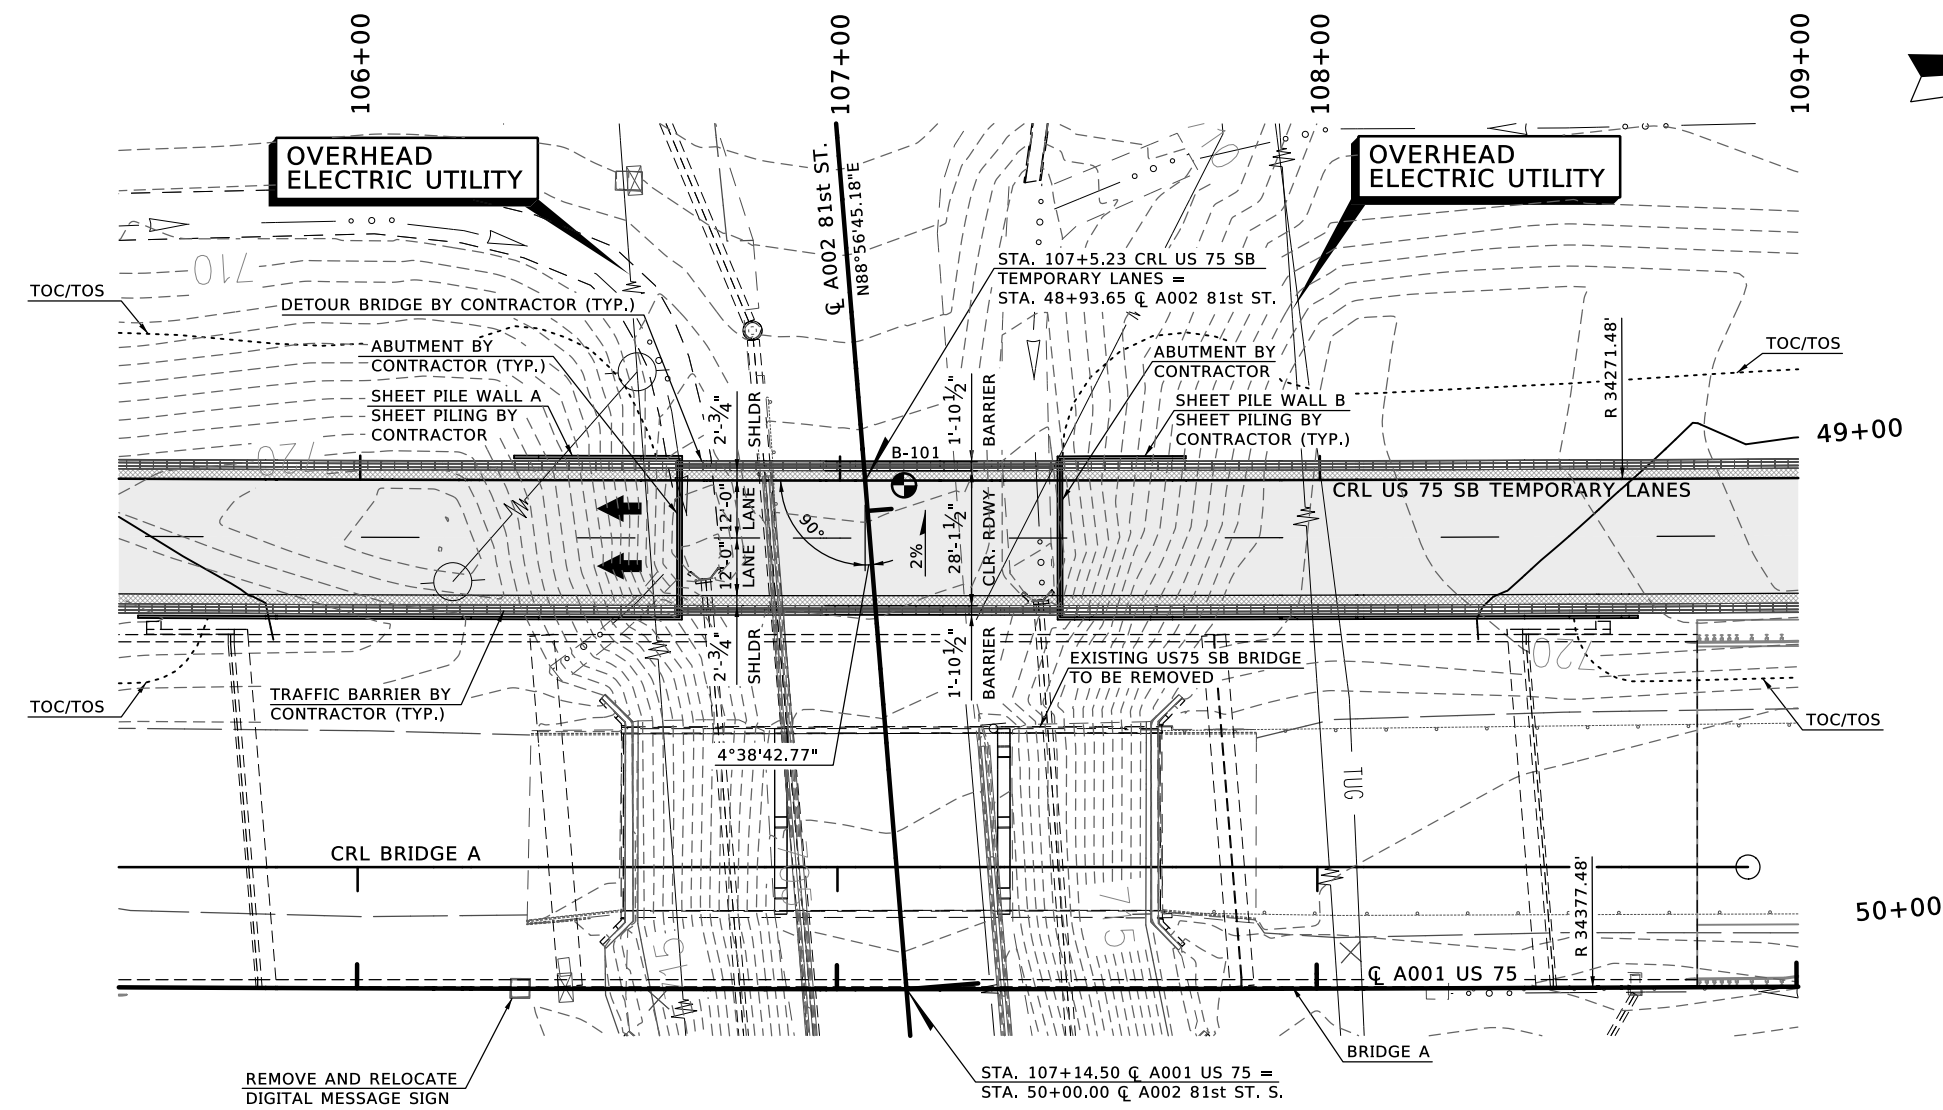 106+00
107+00
108+00
109+00
OVERHEAD
ELECTRIC UTILITY
OVERHEAD
ELECTRIC UTILITY
℄ A002 81st ST.
N88°56'45.18"E
710
STA. 107+5.23 CRL US 75 SB
TEMPORARY LANES =
STA. 48+93.65 ℄ A002 81st ST.
TOC/TOS
DETOUR BRIDGE BY CONTRACTOR (TYP.)
ABUTMENT BY
CONTRACTOR (TYP.)
SHEET PILE WALL A
SHEET PILING BY
CONTRACTOR
ABUTMENT BY
CONTRACTOR
SHEET PILE WALL B
SHEET PILING BY
CONTRACTOR (TYP.)
R 34271.48'
TOC/TOS
49+00
2'-¾"
SHLDR
1'-10½"
BARRIER
720
B-101
CRL US 75 SB TEMPORARY LANES
12'-0"
LANE
12'-0"
LANE
90°
2%
28'-1½"
CLR. RDWY
2'-¾"
SHLDR
1'-10½"
BARRIER
EXISTING US75 SB BRIDGE
TO BE REMOVED
720
TRAFFIC BARRIER BY
CONTRACTOR (TYP.)
TOC/TOS
TOC/TOS
4°38'42.77"
TUG
CRL BRIDGE A
R 34377.48'
50+00
℄ A001 US 75
BRIDGE A
REMOVE AND RELOCATE
DIGITAL MESSAGE SIGN
STA. 107+14.50 ℄ A001 US 75 =
STA. 50+00.00 ℄ A002 81st ST. S.